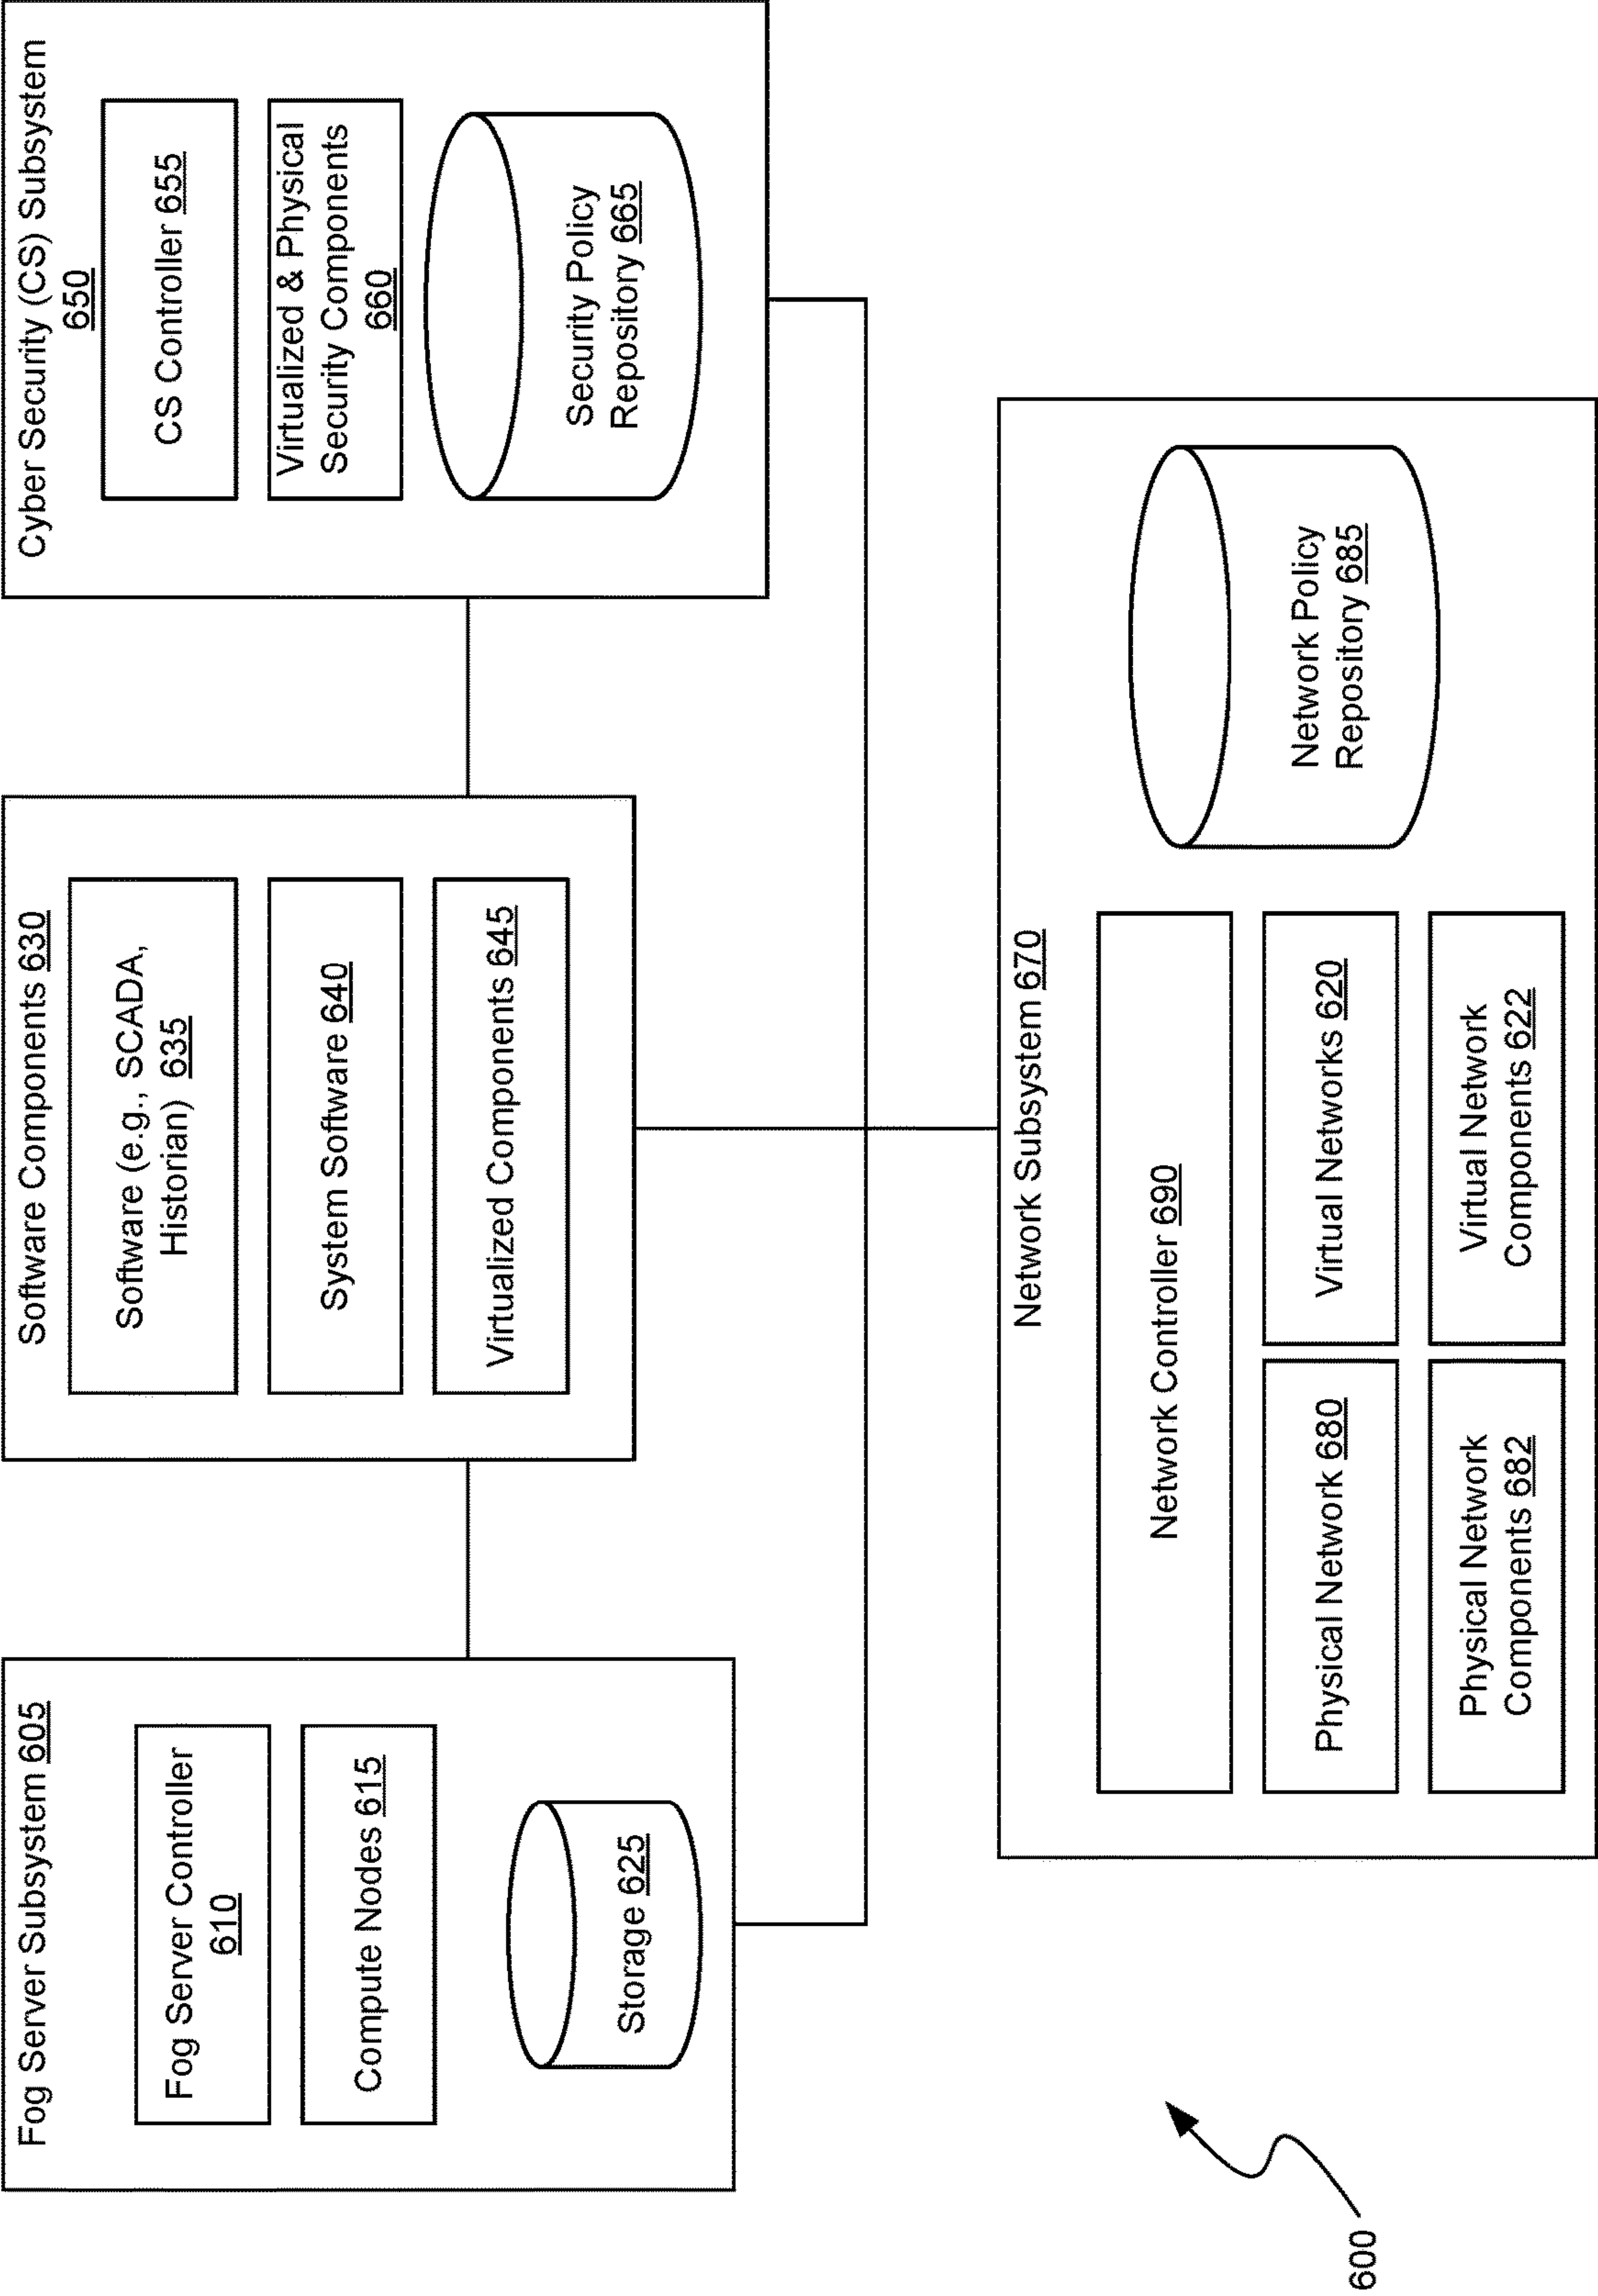 Fog Server Subsystem 605
Fog Server Controller
610
Compute Nodes 615
Storage 625
Software Components 630
Software (e.g., SCADA,
Historian) 635
System Software 640
Virtualized Components 645
Cyber Security (CS) Subsystem
650
CS Controller 655
Virtualized & Physical
Security Components
660
Security Policy
Repository 665
Network Subsystem 670
Network Controller 690
Physical Network 680
Virtual Networks 620
Physical Network
Components 682
Virtual Network
Components 622
Network Policy
Repository 685
600